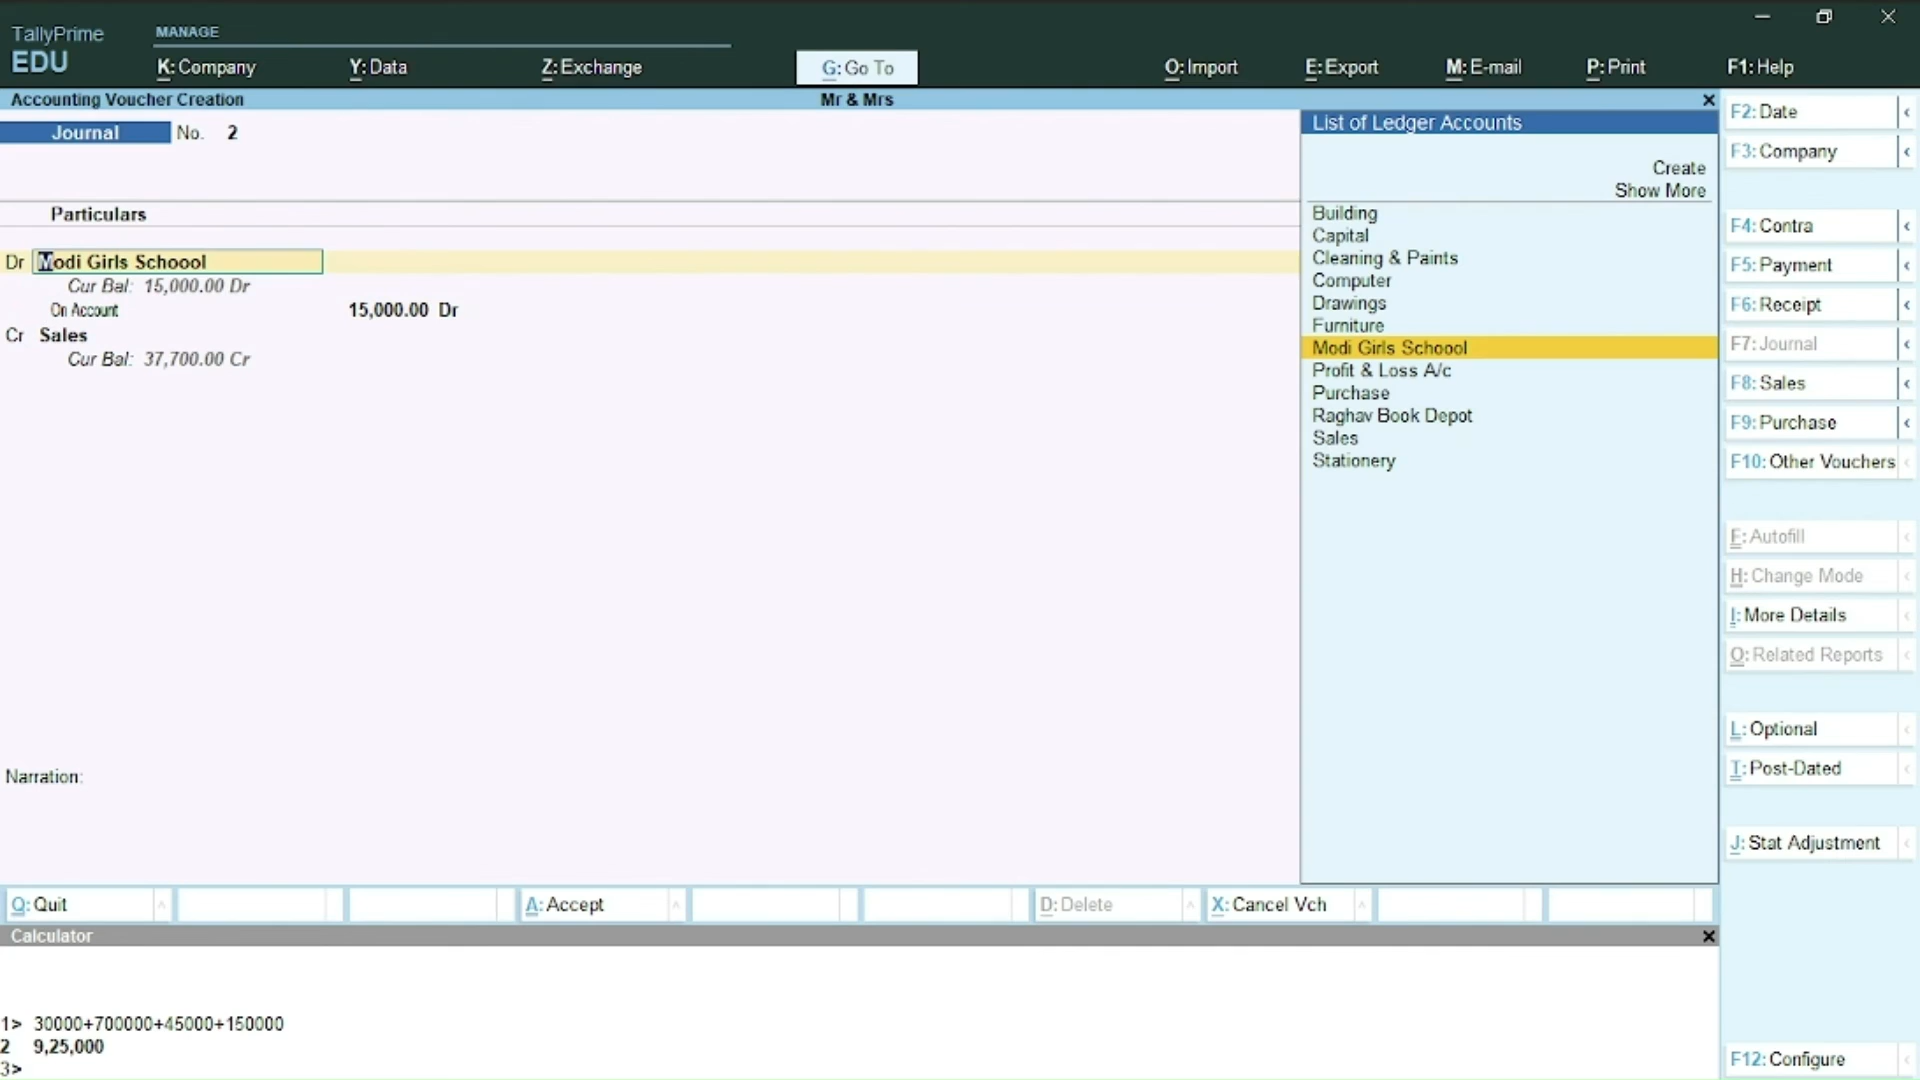 TallyPrime
EDU
MANAGE
K: Company
Y: Data
Z: Exchange
G: Go To
O: Import
E: Export
M: E-mail
P: Print
F1: Help
Accounting Voucher Creation
Mr & Mrs
Journal No. 2
Particulars
Dr Modi Girls Schoool
Cur Bal: 15,000.00 Dr
On Account 15,000.00 Dr
Cr Sales
Cur Bal: 37,700.00 Cr
Narration:
List of Ledger Accounts
Create
Show More
Building
Capital
Cleaning & Paints
Computer
Drawings
Furniture
Modi Girls Schoool
Profit & Loss A/c
Purchase
Raghav Book Depot
Sales
Stationery
F2: Date
F3: Company
F4: Contra
F5: Payment
F6: Receipt
F7: Journal
F8: Sales
F9: Purchase
F10: Other Vouchers
F: Autofill
H: Change Mode
I: More Details
O: Related Reports
L: Optional
T: Post-Dated
J: Stat Adjustment
F12: Configure
Q: Quit
A: Accept
D: Delete
X: Cancel Vch
Calculator
1> 30000+700000+45000+150000
2 9,25,000
3>